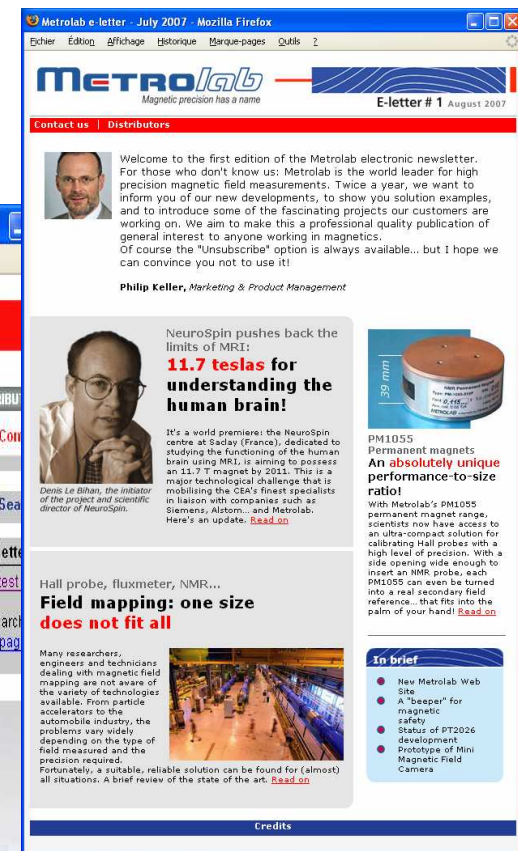 Metrolab e-letter - July 2007 - Mozilla Firefox
Fichier Édition Affichage Historique Marque-pages Outils ?
METROlab
Magnetic precision has a name
E-letter # 1 August 2007
Contact us | Distributors
Welcome to the first edition of the Metrolab electronic newsletter.
For those who don't know us: Metrolab is the world leader for high
precision magnetic field measurements. Twice a year, we want to
inform you of our new developments, to show you solution examples,
and to introduce some of the fascinating projects our customers are
working on. We aim to make this a professional quality publication of
general interest to anyone working in magnetics.
Of course the "Unsubscribe" option is always available... but I hope we
can convince you not to use it!
Philip Keller, Marketing & Product Management
NeuroSpin pushes back the
limits of MRI:
11.7 teslas for
understanding the
human brain!
It's a world premiere: the NeuroSpin
centre at Saclay (France), dedicated to
studying the functioning of the human
brain using MRI, is aiming to possess
an 11.7 T magnet by 2011. This is a
major technological challenge that is
mobilising the CEA's finest specialists
in liaison with companies such as
Siemens, Alstom... and Metrolab.
Here's an update. Read on
Denis Le Bihan, the initiator
of the project and scientific
director of NeuroSpin.
39 mm
METROLAB
PM1055
Permanent magnets
An absolutely unique
performance-to-size
ratio!
With Metrolab's PM1055
permanent magnet range,
scientists now have access to
an ultra-compact solution for
calibrating Hall probes with a
high level of precision. With a
side opening wide enough to
insert an NMR probe, each
PM1055 can even be turned
into a real secondary field
reference... that fits into the
palm of your hand! Read on
Hall probe, fluxmeter, NMR...
Field mapping: one size
does not fit all
Many researchers,
engineers and technicians
dealing with magnetic field
mapping are not aware of
the variety of technologies
available. From particle
accelerators to the
automobile industry, the
problems vary widely
depending on the type of
field measured and the
precision required.
Fortunately, a suitable, reliable solution can be found for (almost)
all situations. A brief review of the state of the art. Read on
In brief
New Metrolab Web
Site
A "beeper" for
magnetic
safety
Status of PT2026
development
Prototype of Mini
Magnetic Field
Camera
Credits